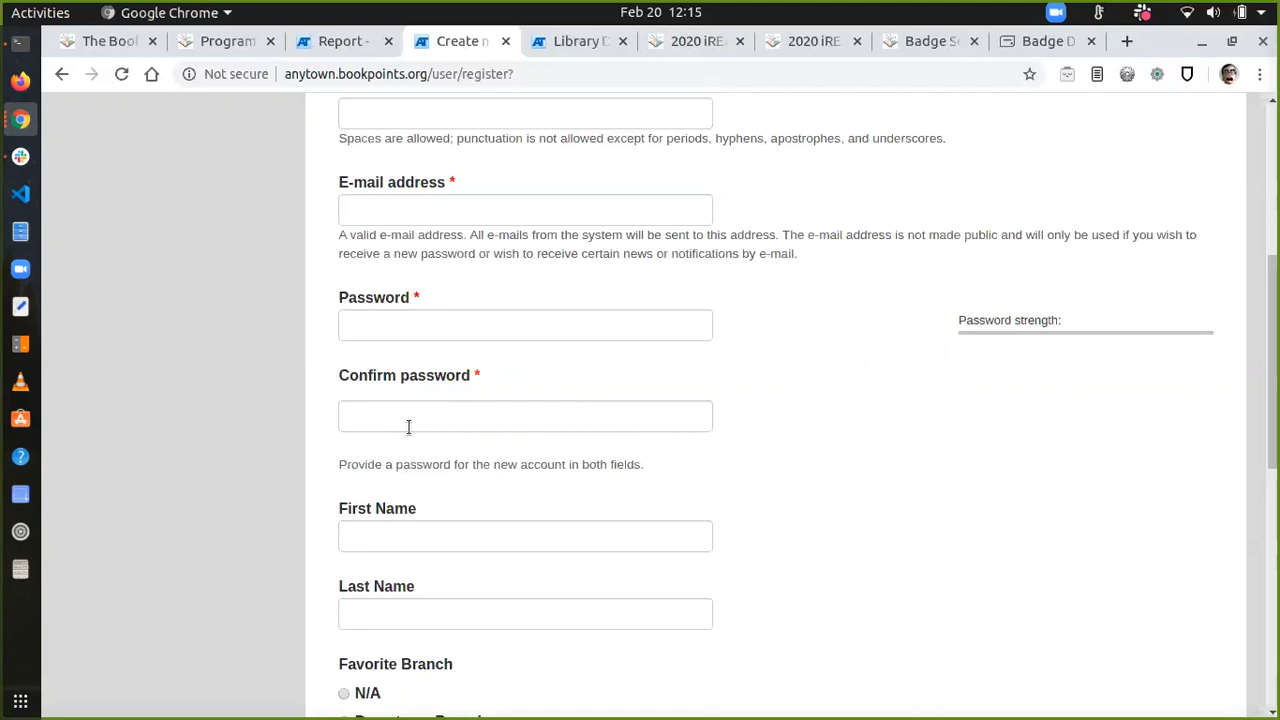 Activities
Google Chrome
Feb 20 12:15
The Bool
Program
Report -
Create n
Library D
2020 iRE
2020 iRE
Badge Se
Badge D
Not secure
anytown.bookpoints.org/user/register?
Spaces are allowed; punctuation is not allowed except for periods, hyphens, apostrophes, and underscores.
E-mail address *
A valid e-mail address. All e-mails from the system will be sent to this address. The e-mail address is not made public and will only be used if you wish to
receive a new password or wish to receive certain news or notifications by e-mail.
Password *
Password strength:
Confirm password *
Provide a password for the new account in both fields.
First Name
Last Name
Favorite Branch
N/A